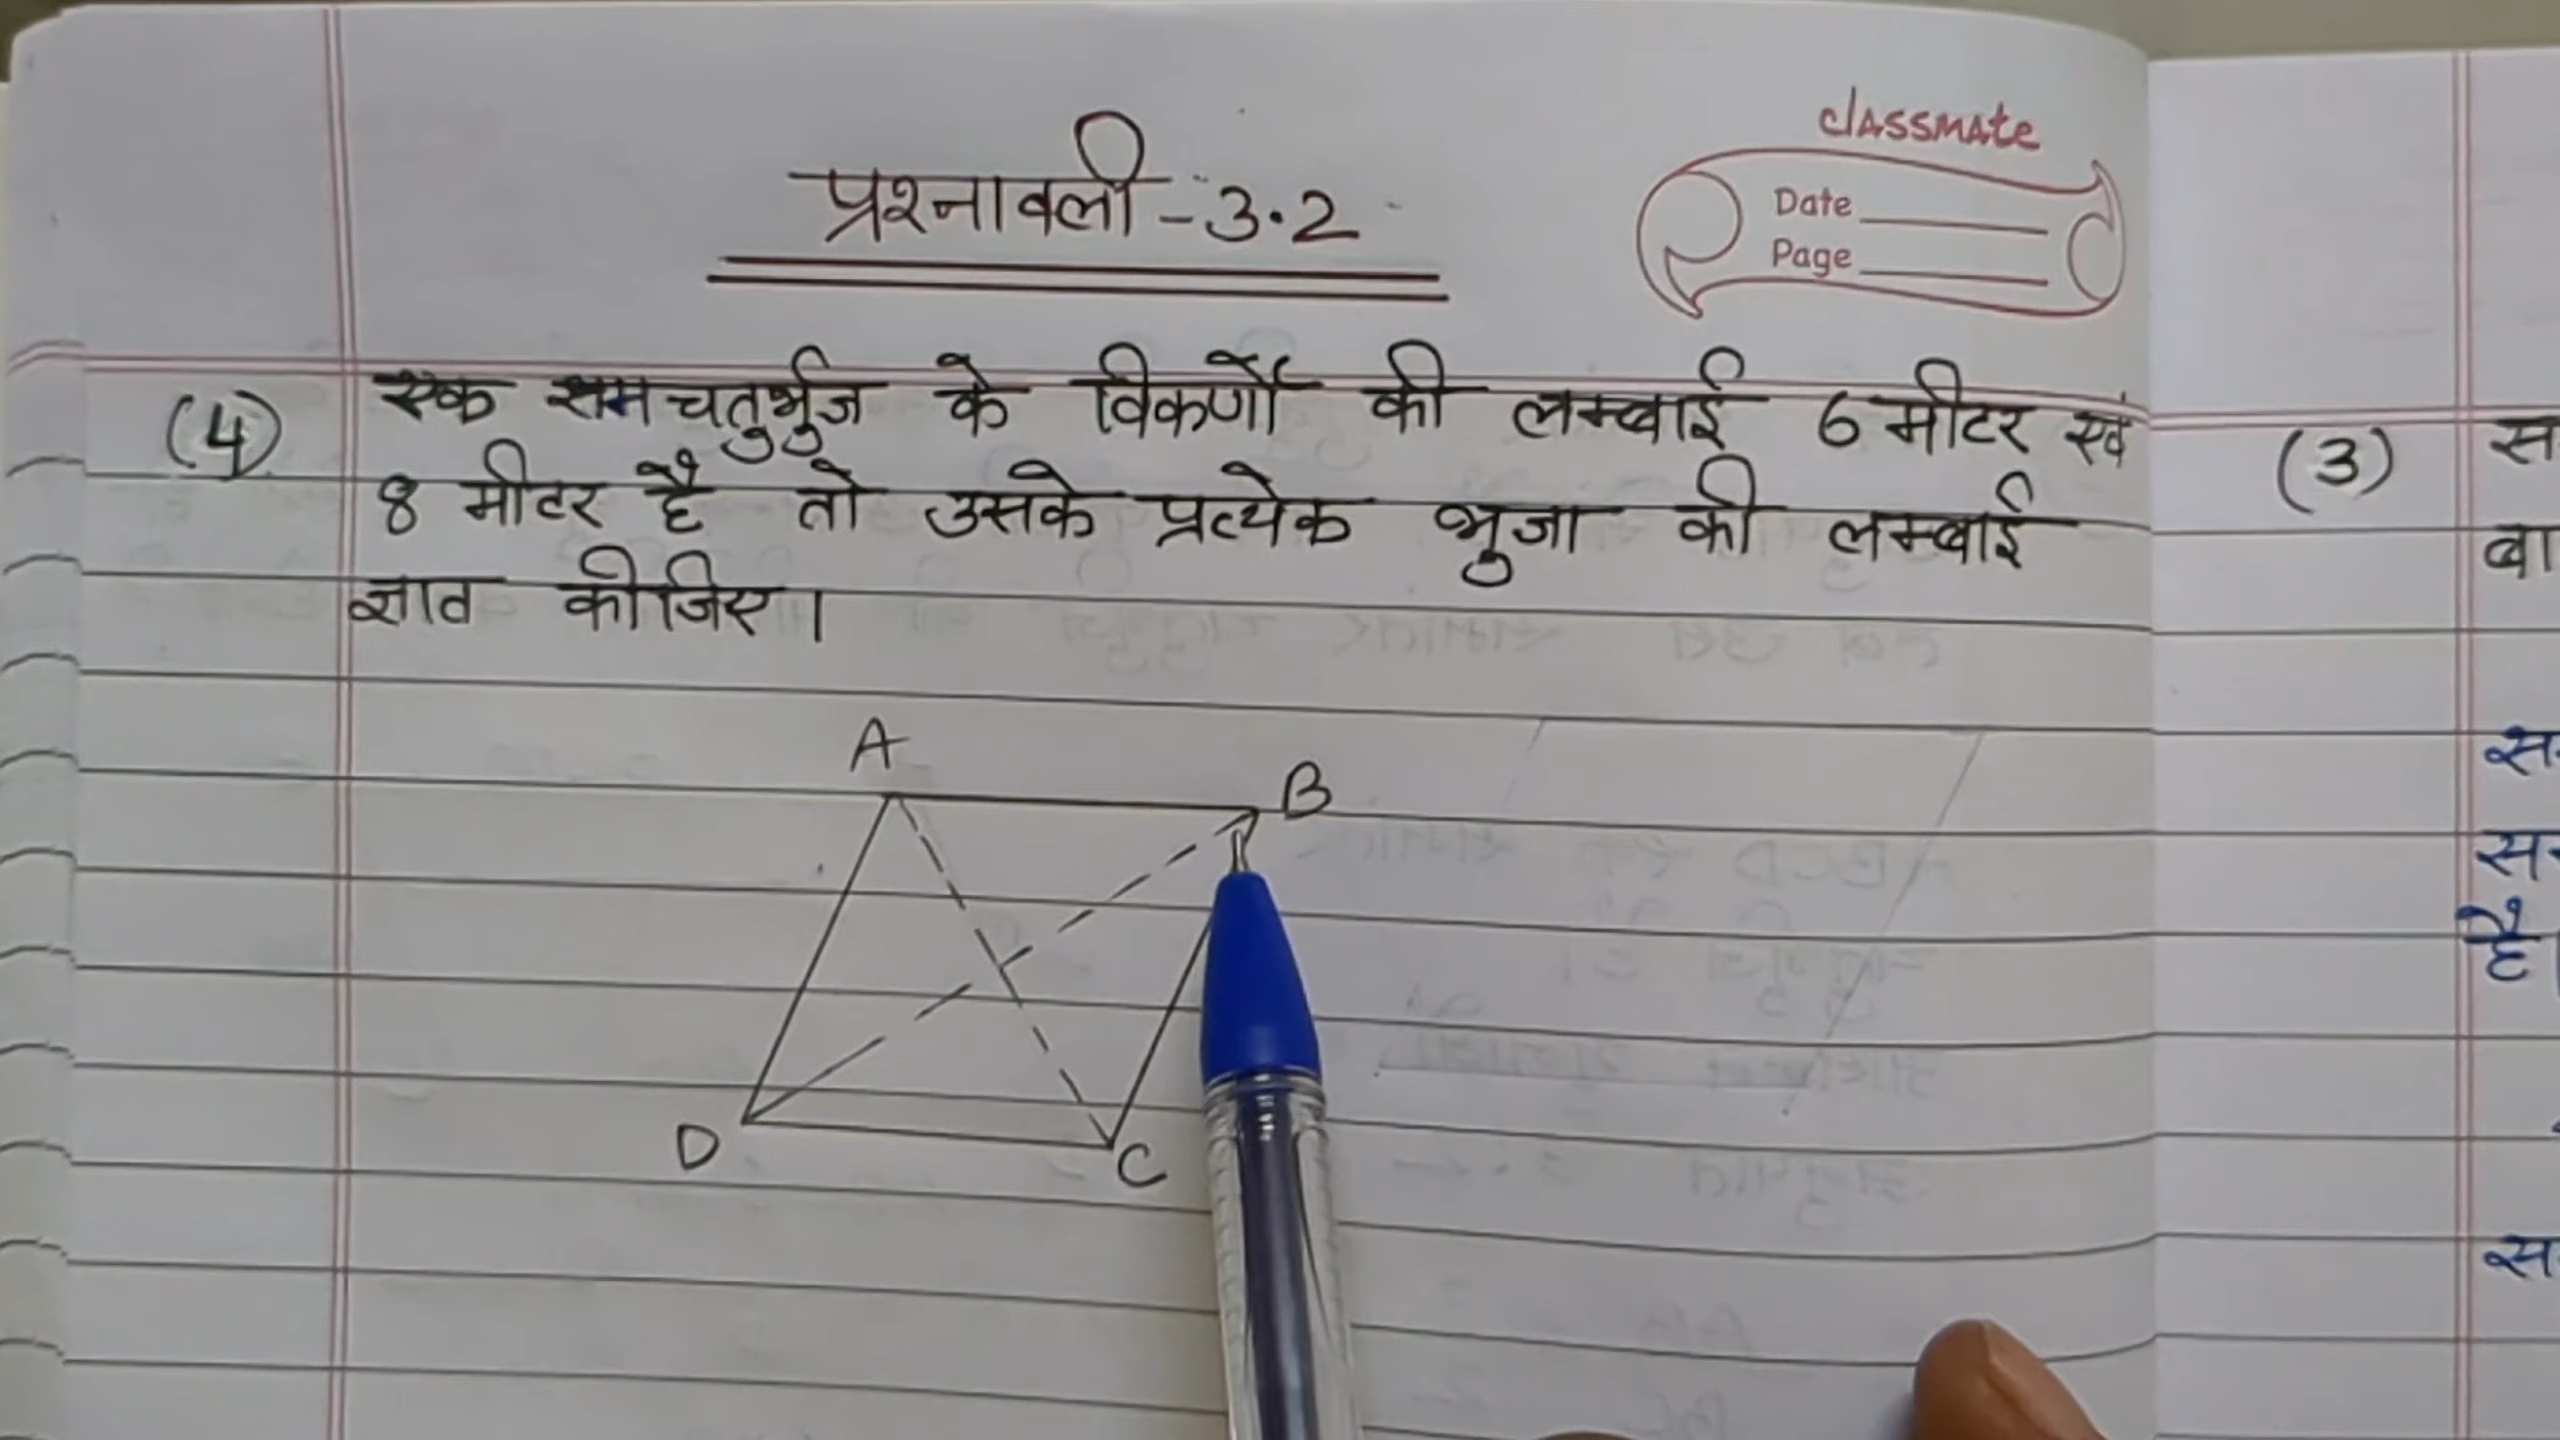 classmate
Date
Page
प्रश्नावली - 3.2
(4) एक समचतुर्भुज के विकर्णों की लम्बाई 6 मीटर एवं
8 मीटर है तो उसके प्रत्येक भुजा की लम्बाई
ज्ञात कीजिए।
A
B
D
C
(3)
है